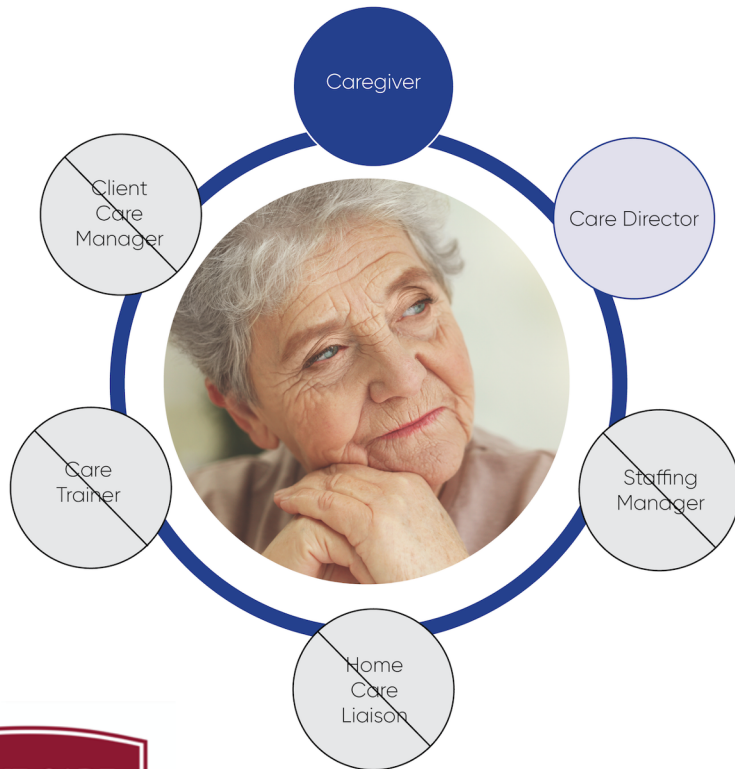 Caregiver
Care Director
Staffing
Manager
Home
Care
Liaison
Care
Trainer
Client
Care
Manager